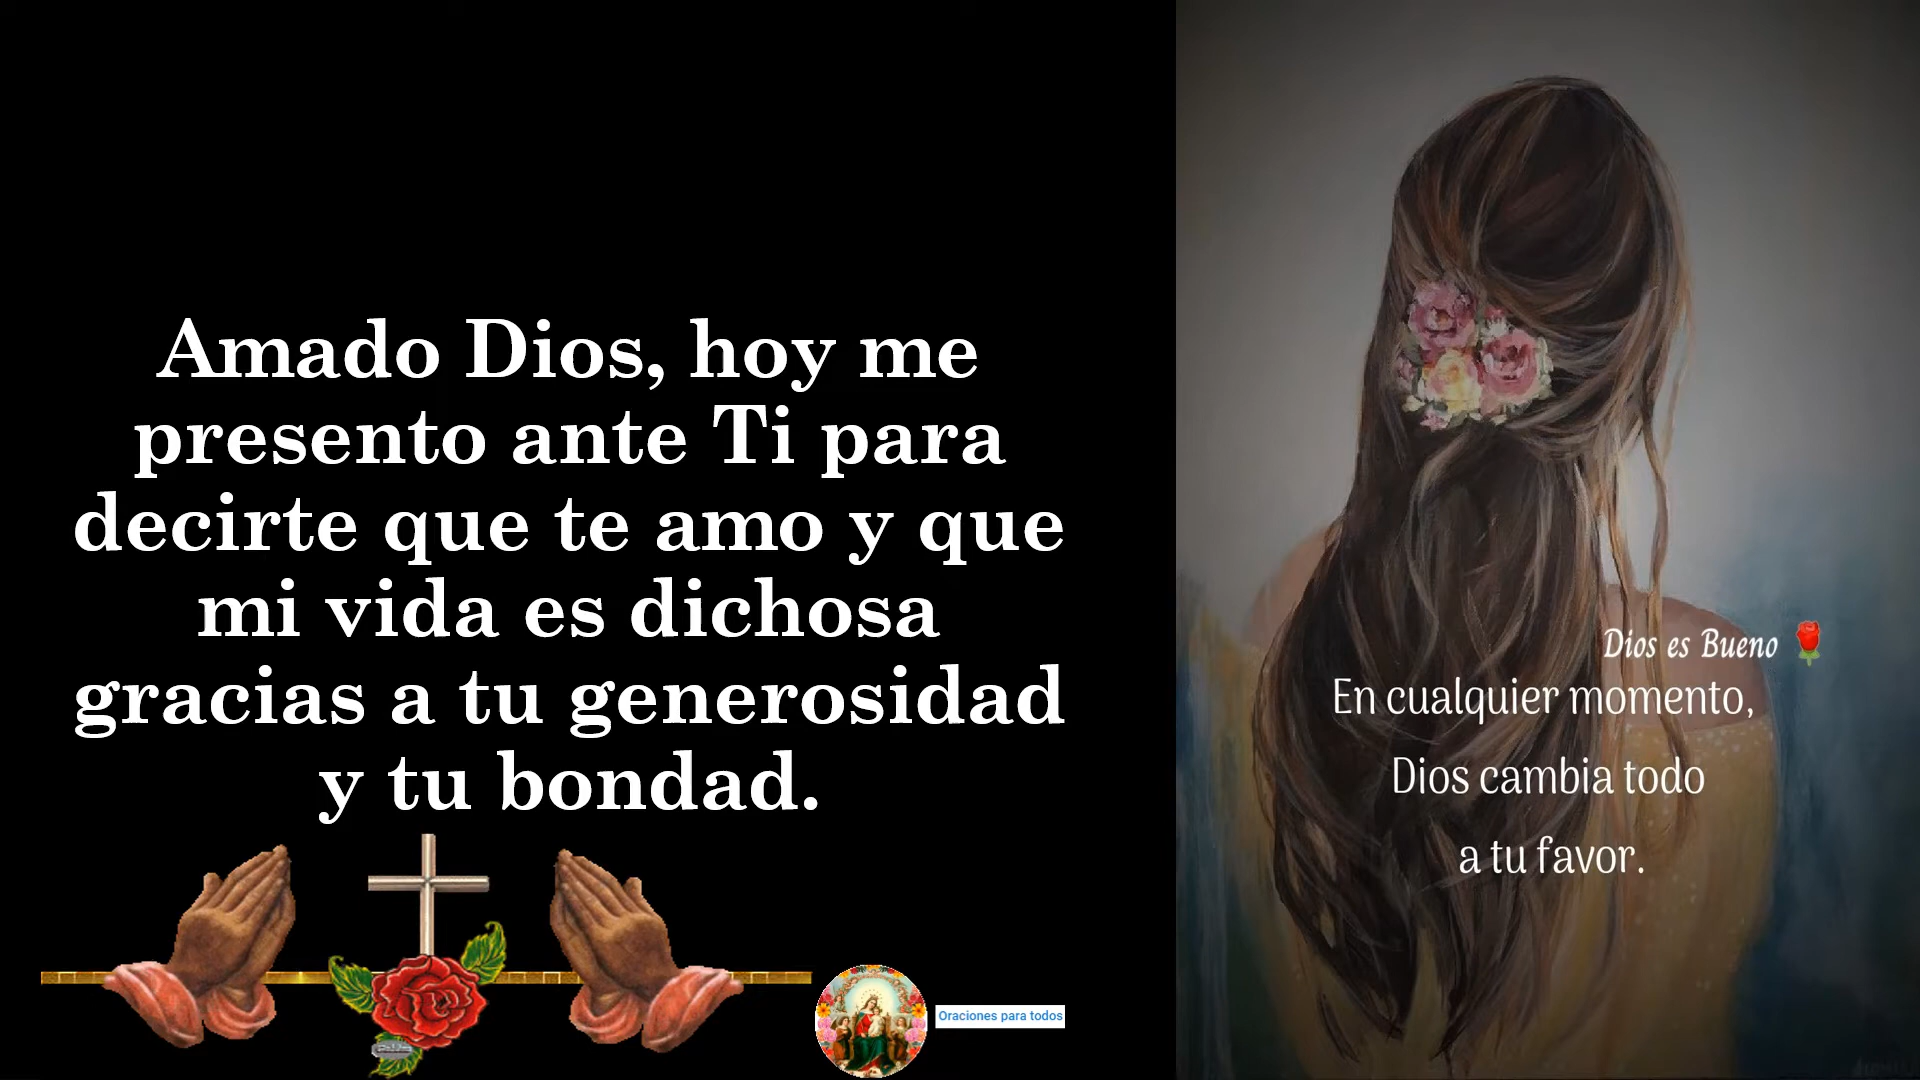 Amado Dios, hoy me
presento ante Ti para
decirte que te amo y que
mi vida es dichosa
gracias a tu generosidad
y tu bondad.
Oraciones para todos
Dios es Bueno 🌹
En cualquier momento,
Dios cambia todo
a tu favor.